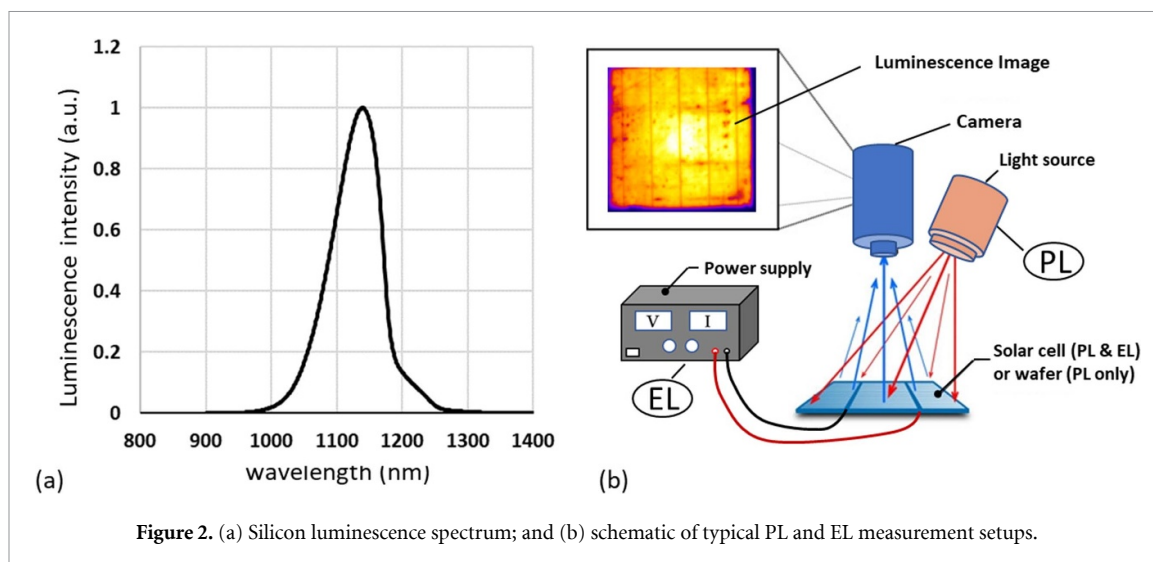 Luminescence intensity (a.u.)
1.2
1
0.8
0.6
0.4
0.2
0
800 900 1000 1100 1200 1300 1400
wavelength (nm)
(a)
Luminescence Image
Camera
Light source
PL
Power supply
V I
EL
Solar cell (PL & EL)
or wafer (PL only)
(b)
Figure 2. (a) Silicon luminescence spectrum; and (b) schematic of typical PL and EL measurement setups.